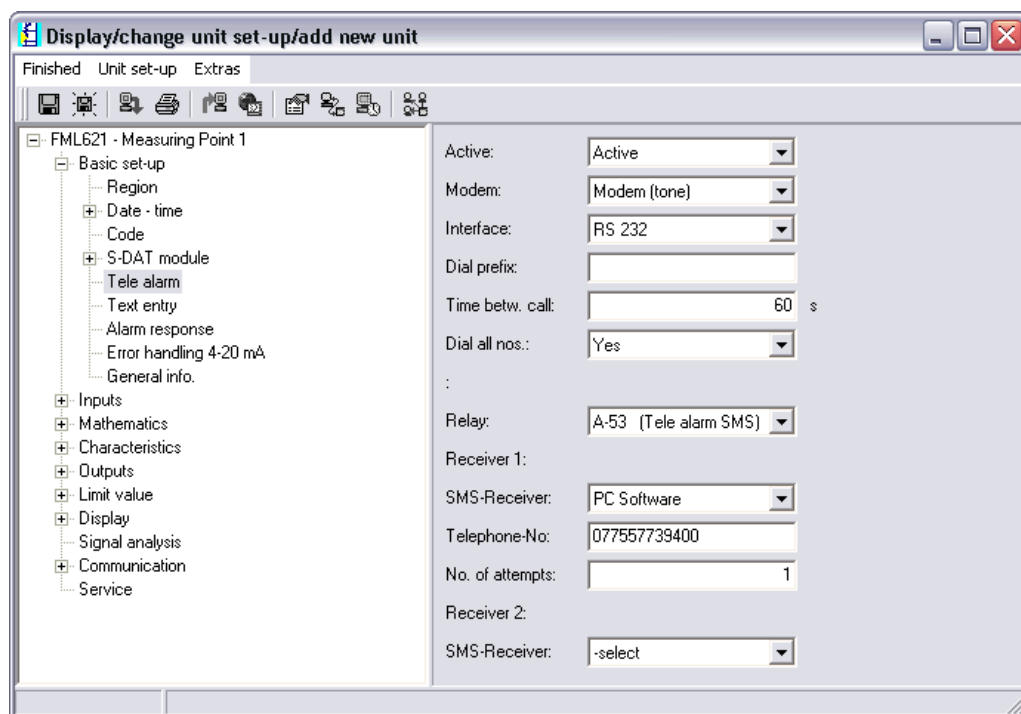 Display/change unit set-up/add new unit
Finished Unit set-up Extras
FML621 - Measuring Point 1
Basic set-up
Region
Date - time
Code
S-DAT module
Tele alarm
Text entry
Alarm response
Error handling 4-20 mA
General info.
Inputs
Mathematics
Characteristics
Outputs
Limit value
Display
Signal analysis
Communication
Service
Active: Active
Modem: Modem (tone)
Interface: RS 232
Dial prefix:
Time betw. call: 60 s
Dial all nos.: Yes
:
Relay: A-53 (Tele alarm SMS)
Receiver 1:
SMS-Receiver: PC Software
Telephone-No: 077557739400
No. of attempts: 1
Receiver 2:
SMS-Receiver: -select